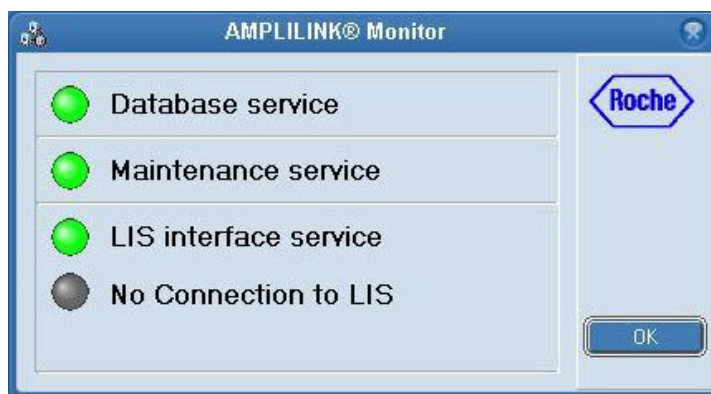 AMPLILINK® Monitor
Database service
Roche
Maintenance service
LIS interface service
No Connection to LIS
OK